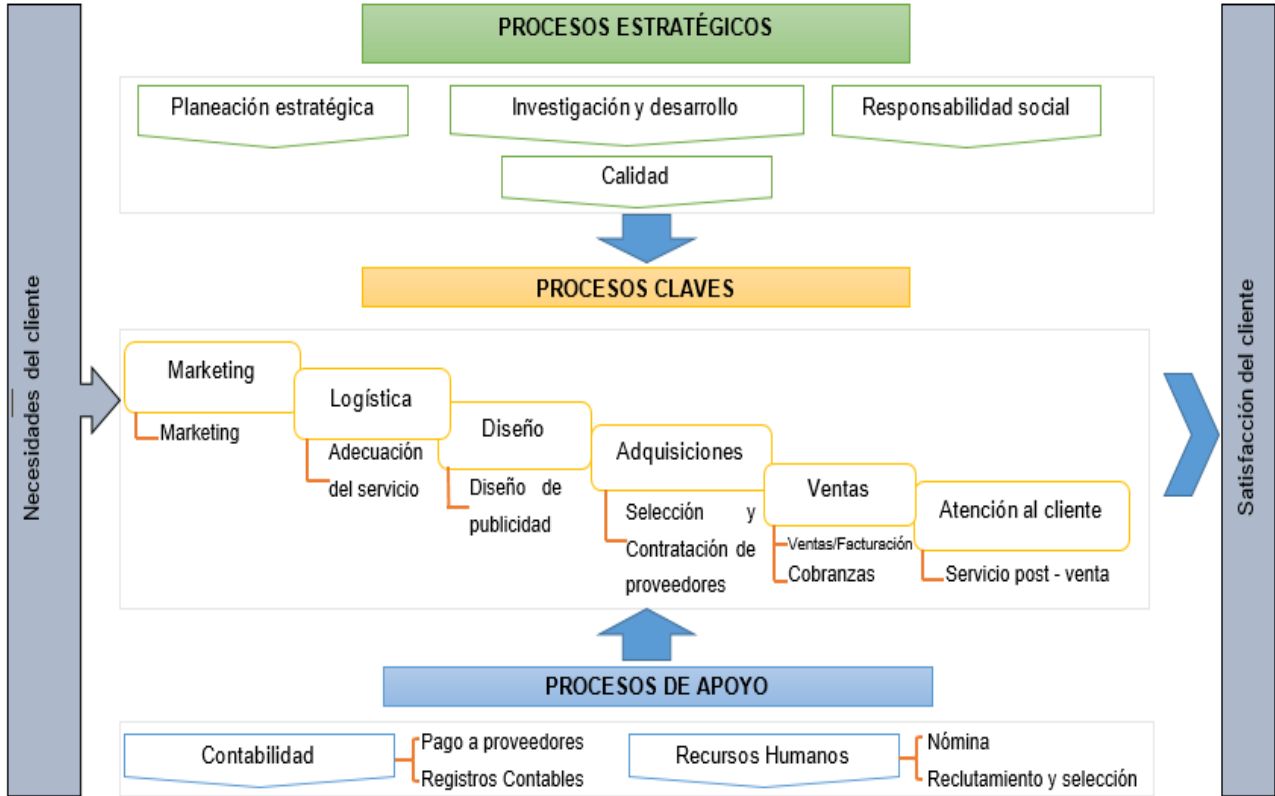 PROCESOS ESTRATÉGICOS
Planeación estratégica
Investigación y desarrollo
Responsabilidad social
Calidad
Necesidades del cliente
PROCESOS CLAVES
Marketing
Marketing
Logística
Adecuación
del servicio
Diseño
Diseño de
publicidad
Adquisiciones
Selección y
Contratación de
proveedores
Ventas
Ventas/Facturación
Cobranzas
Atención al cliente
Servicio post - venta
Satisfacción del cliente
PROCESOS DE APOYO
Contabilidad
Pago a proveedores
Registros Contables
Recursos Humanos
Nómina
Reclutamiento y selección